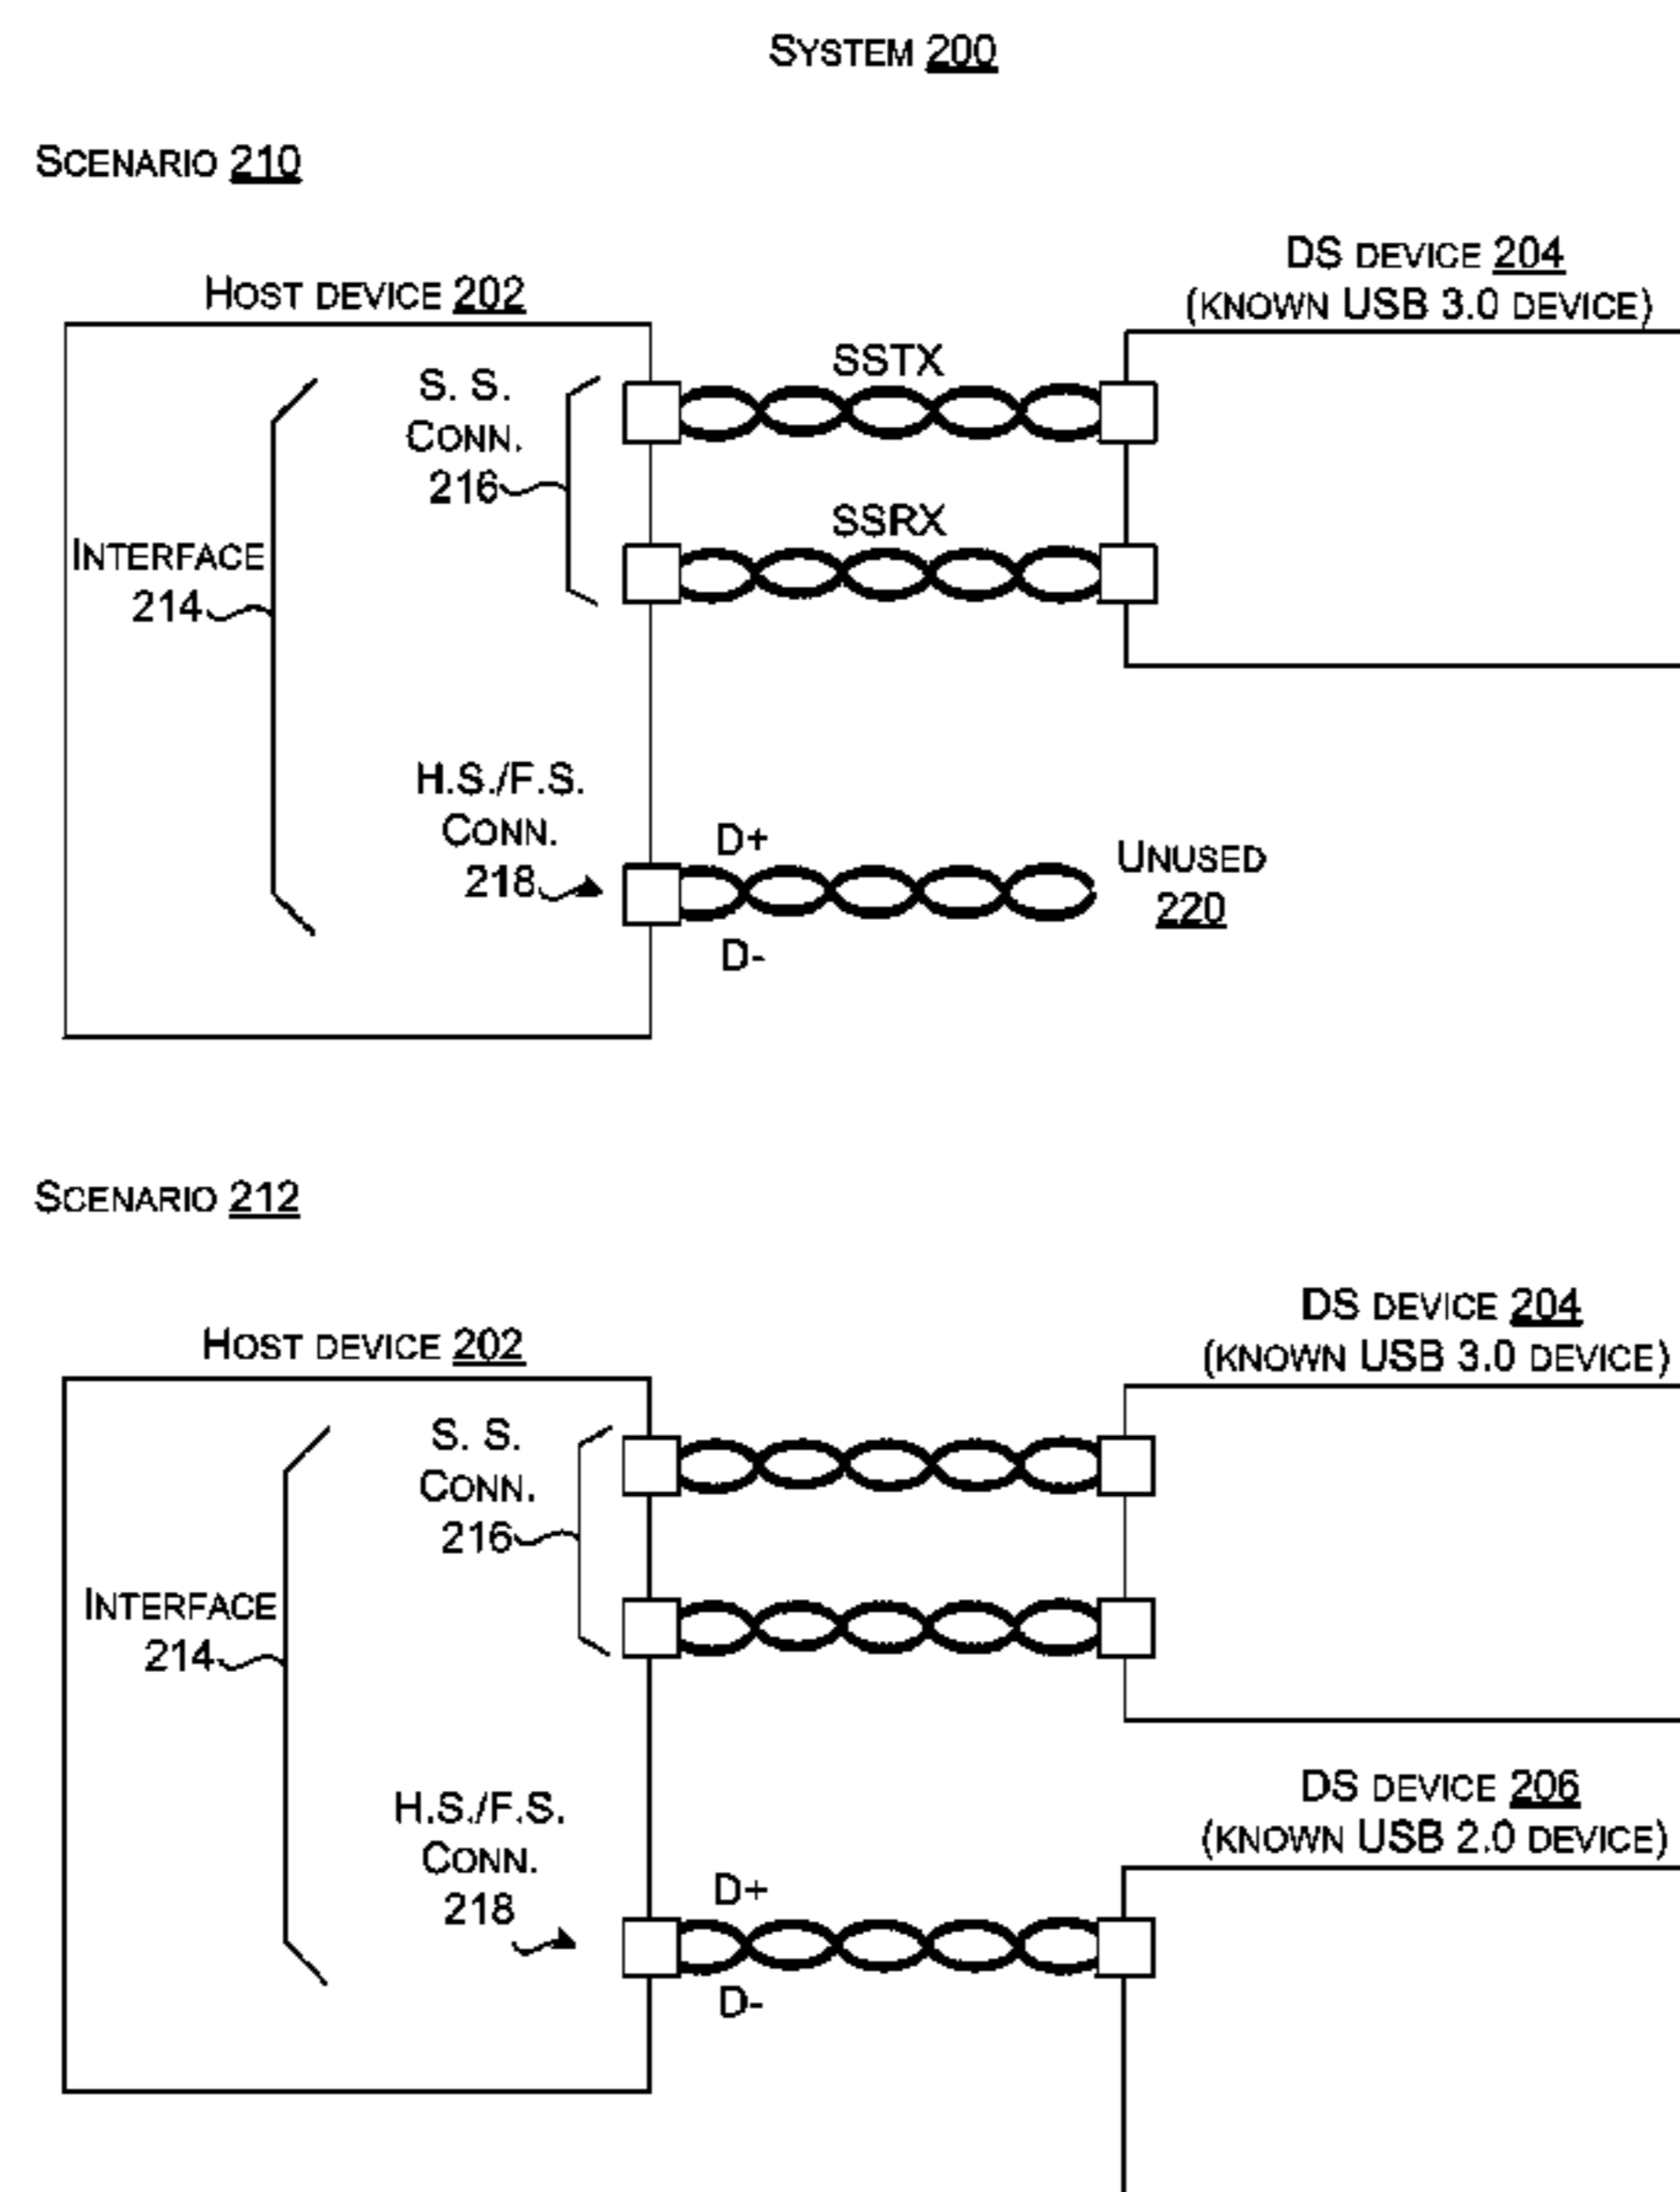 SYSTEM 200
SCENARIO 210
HOST DEVICE 202
DS DEVICE 204
(KNOWN USB 3.0 DEVICE)
S. S.
CONN.
216
SSTX
SSRX
INTERFACE
214
H.S./F.S.
CONN.
218
D+
D-
UNUSED
220
SCENARIO 212
HOST DEVICE 202
DS DEVICE 204
(KNOWN USB 3.0 DEVICE)
S. S.
CONN.
216
INTERFACE
214
DS DEVICE 206
(KNOWN USB 2.0 DEVICE)
H.S./F.S.
CONN.
218
D+
D-